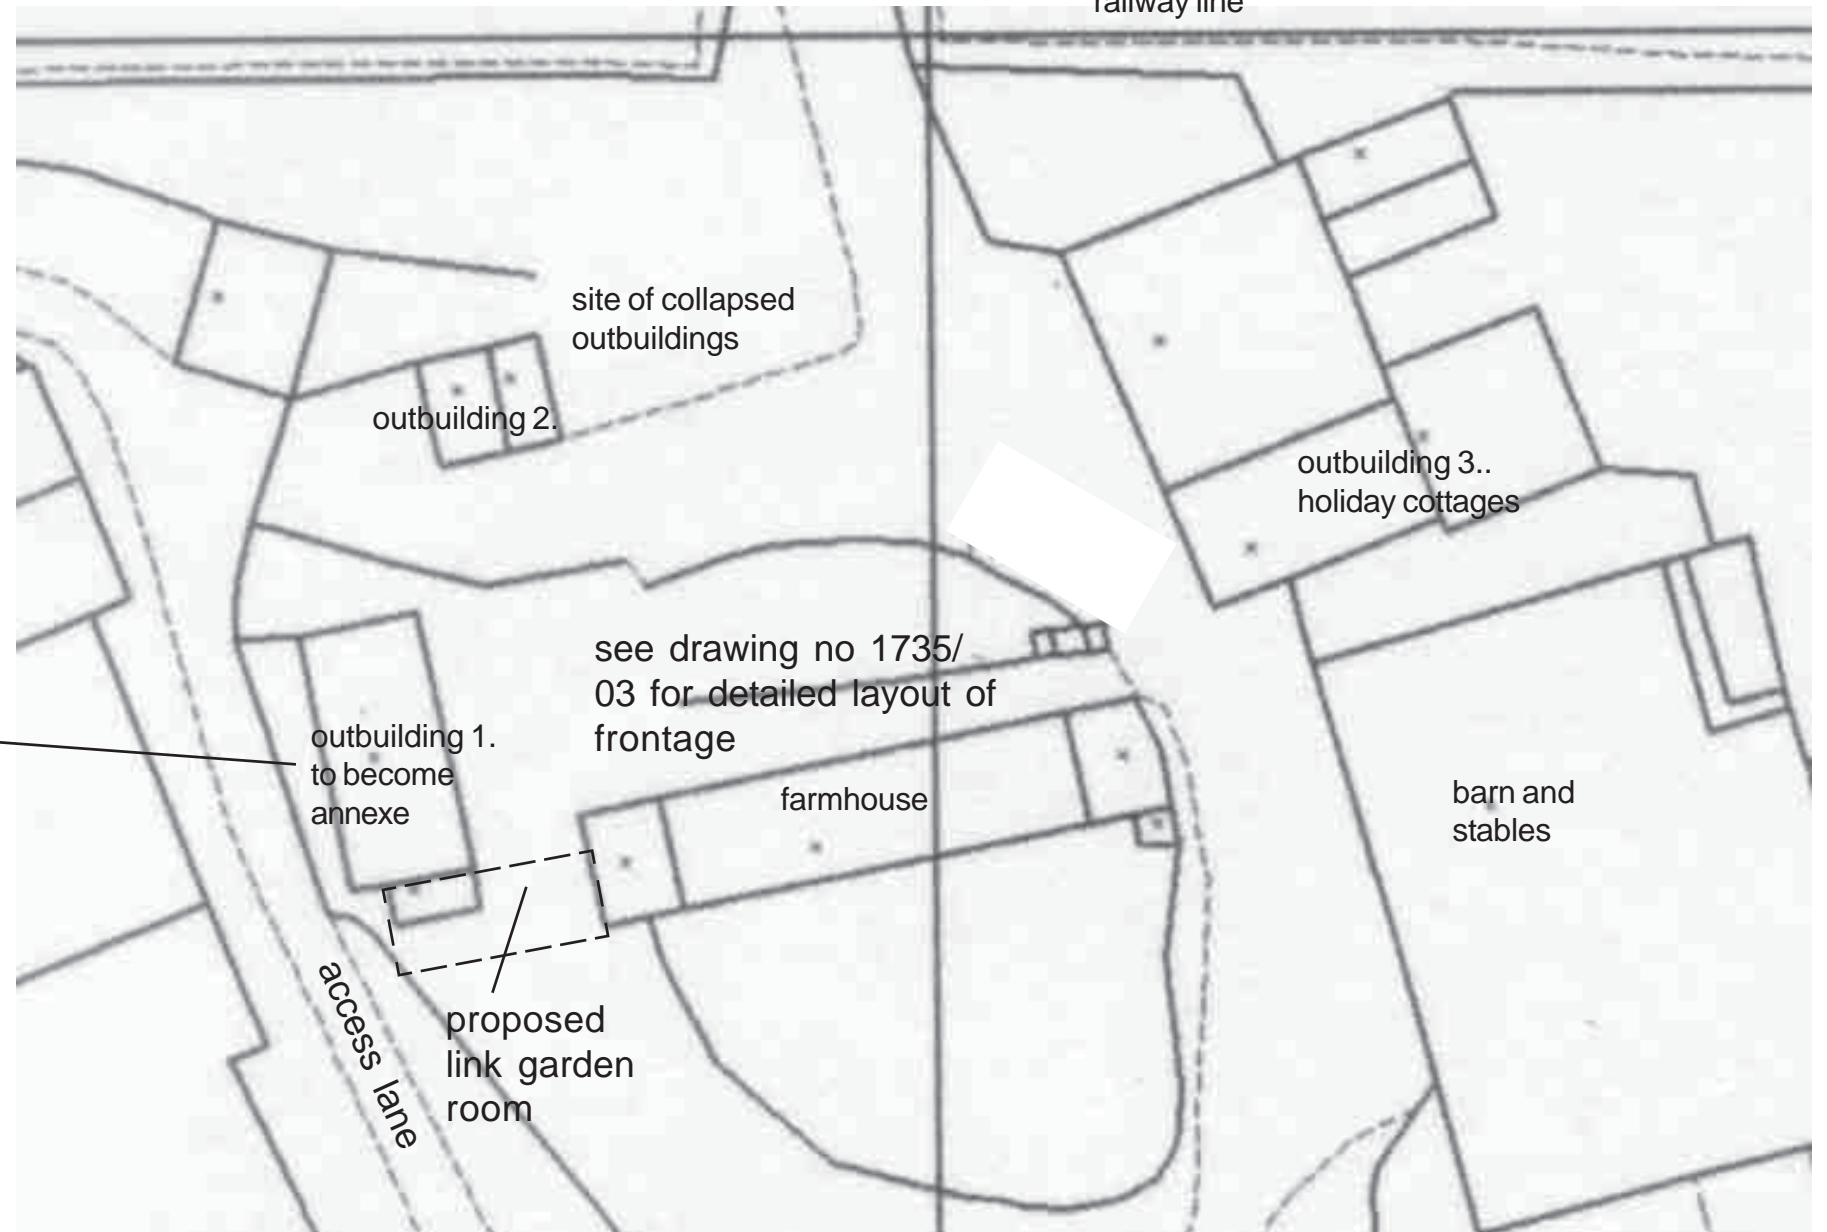 railway line
site of collapsed
outbuildings
outbuilding 2.
outbuilding 3..
holiday cottages
see drawing no 1735/
03 for detailed layout of
frontage
outbuilding 1.
to become
annexe
farmhouse
barn and
stables
access lane
proposed
link garden
room